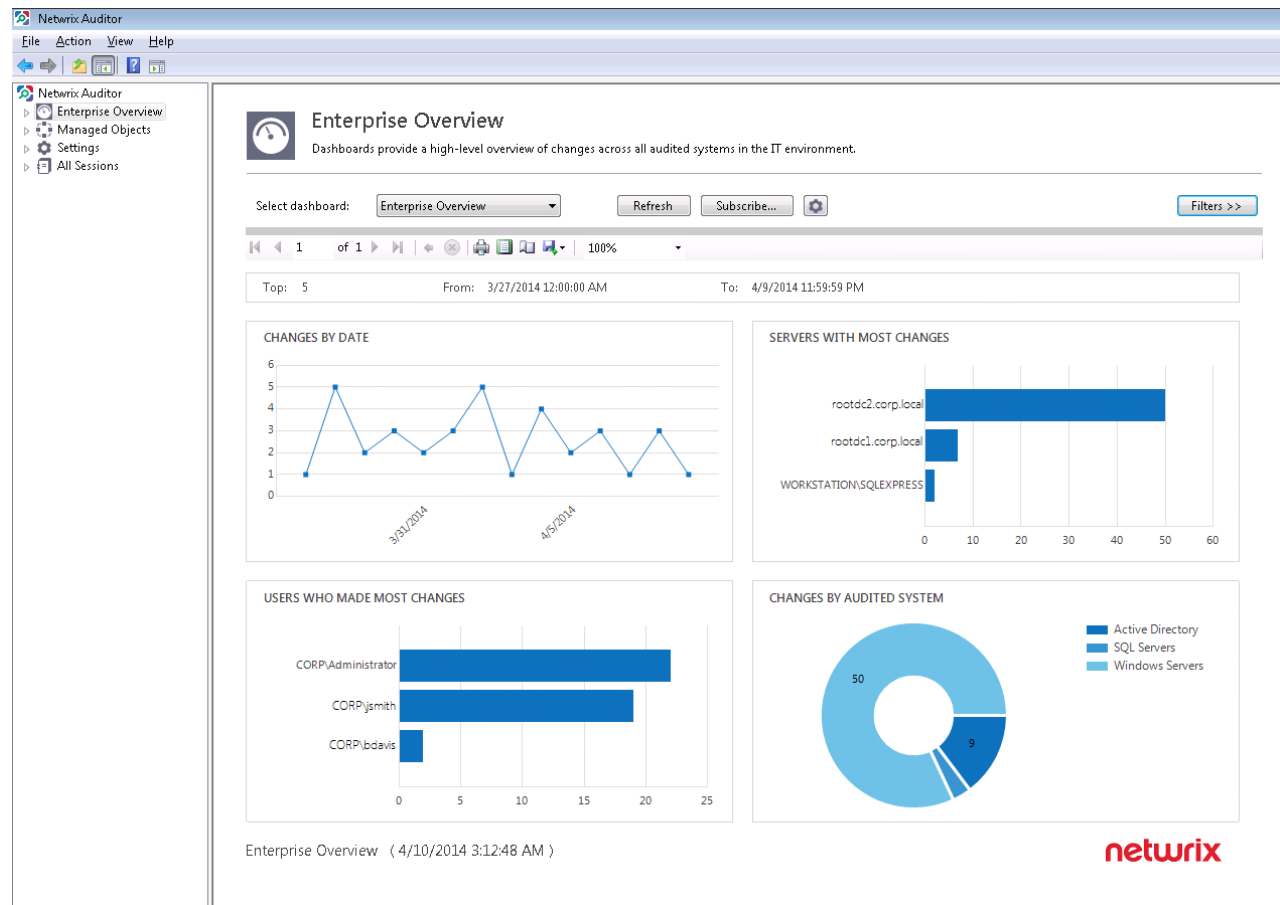 Netwrix Auditor
File Action View Help
Netwrix Auditor
Enterprise Overview
Managed Objects
Settings
All Sessions
Enterprise Overview
Dashboards provide a high-level overview of changes across all audited systems in the IT environment.
Select dashboard: Enterprise Overview Refresh Subscribe... Filters >>
1 of 1 100%
Top: 5 From: 3/27/2014 12:00:00 AM To: 4/9/2014 11:59:59 PM
CHANGES BY DATE
6
5
4
3
2
1
0
3/31/2014 4/5/2014
SERVERS WITH MOST CHANGES
rootdc2.corp.local
rootdc1.corp.local
WORKSTATION\SQLEXPRESS
0 10 20 30 40 50 60
USERS WHO MADE MOST CHANGES
CORP\Administrator
CORP\jsmith
CORP\bdavis
0 5 10 15 20 25
CHANGES BY AUDITED SYSTEM
Active Directory
SQL Servers
Windows Servers
50
9
Enterprise Overview ( 4/10/2014 3:12:48 AM )
netwrix